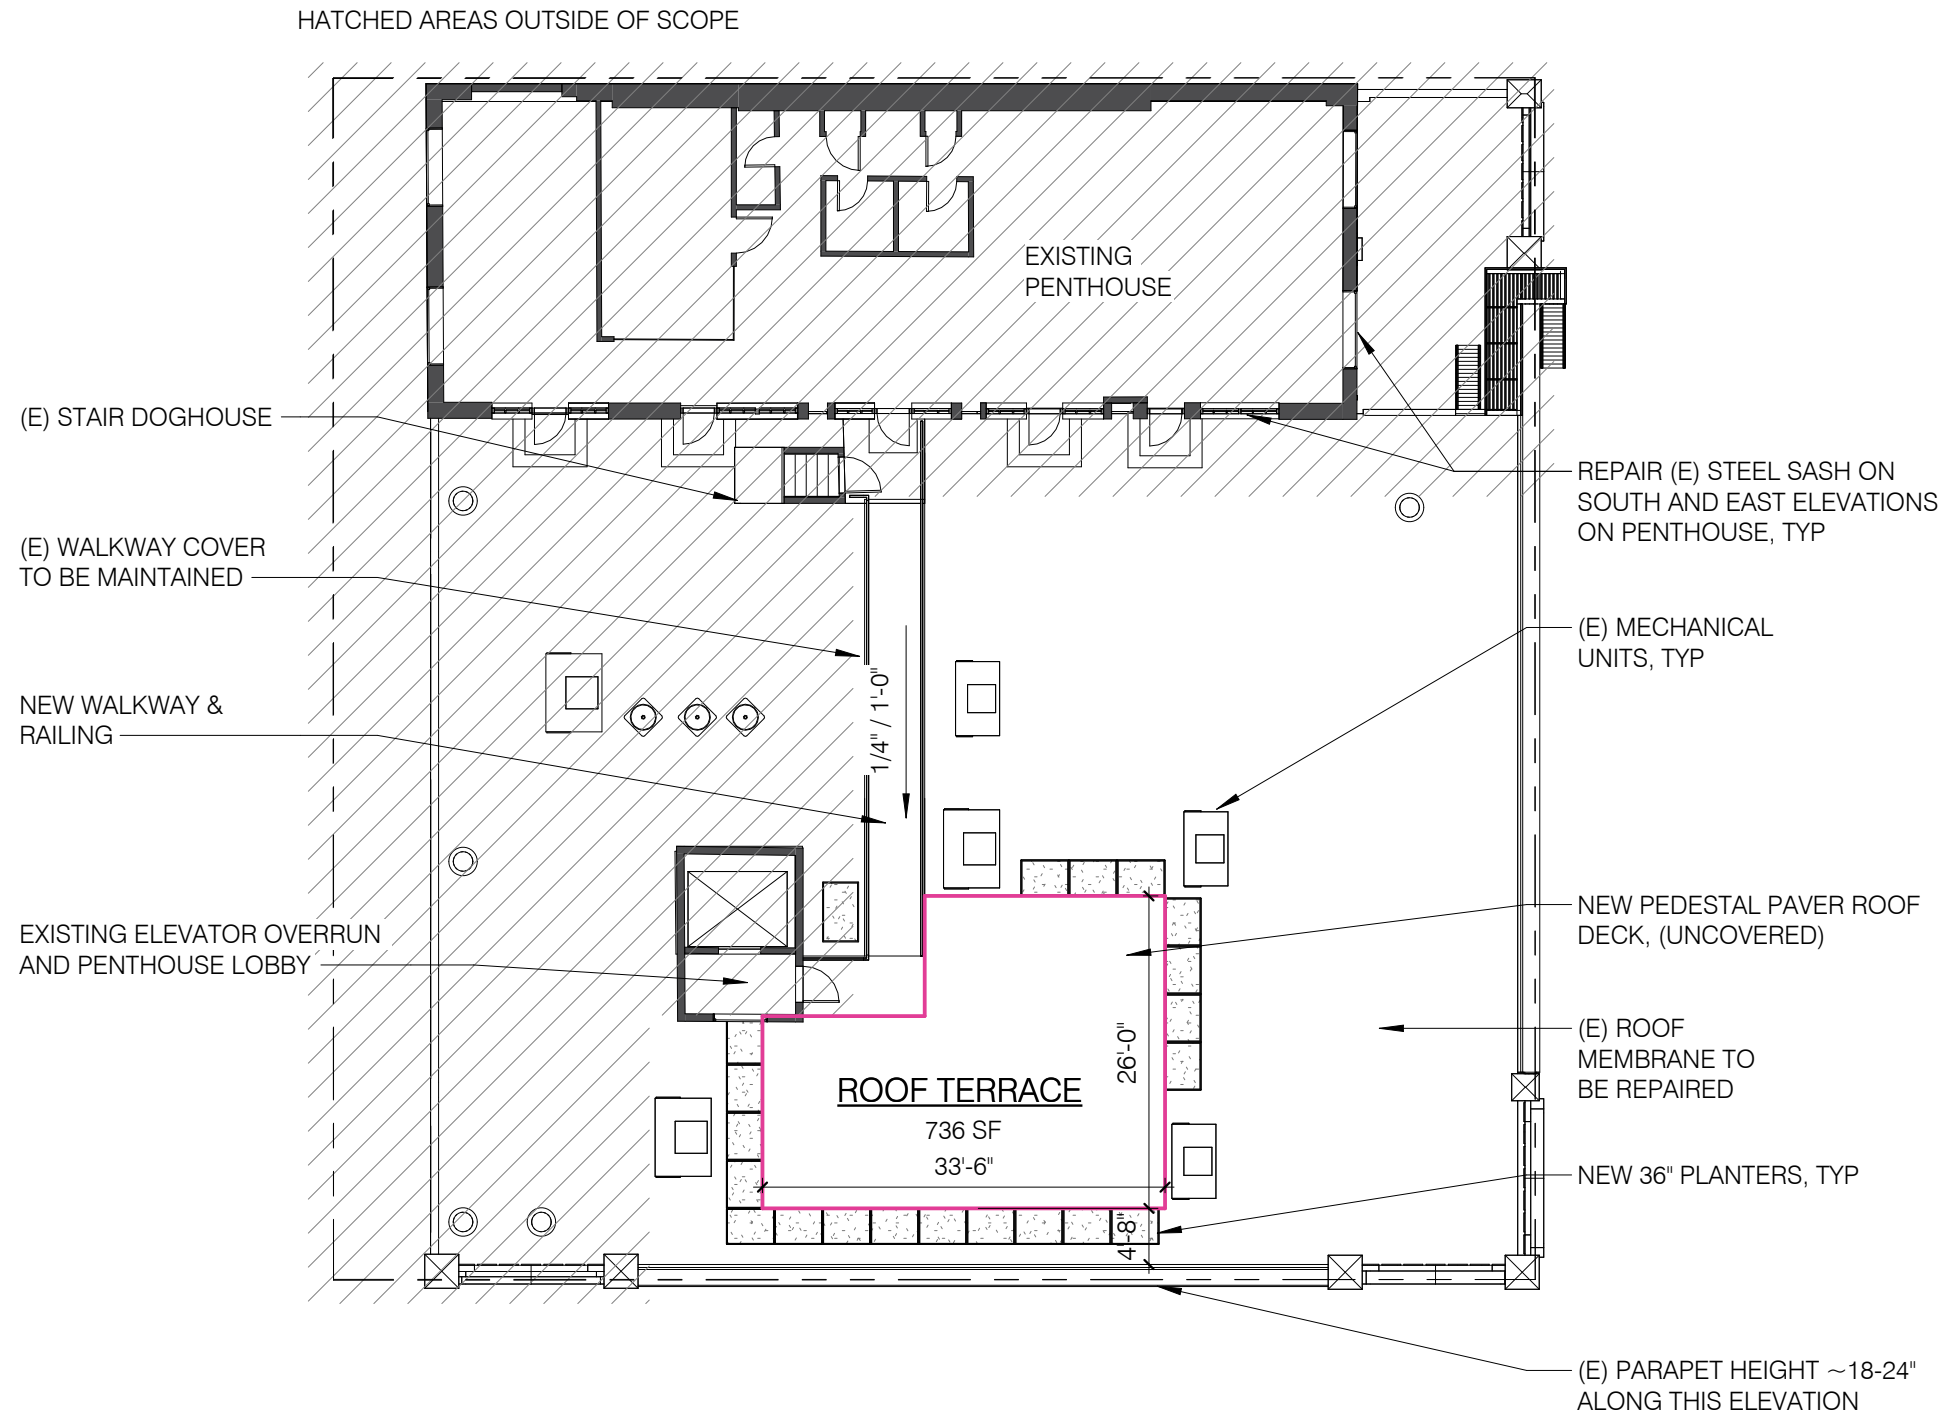 HATCHED AREAS OUTSIDE OF SCOPE
EXISTING
PENTHOUSE
(E) STAIR DOGHOUSE
(E) WALKWAY COVER
TO BE MAINTAINED
NEW WALKWAY &
RAILING
EXISTING ELEVATOR OVERRUN
AND PENTHOUSE LOBBY
1/4" / 1'-0"
ROOF TERRACE
736 SF
33'-6"
26'-0"
4'-8"
REPAIR (E) STEEL SASH ON
SOUTH AND EAST ELEVATIONS
ON PENTHOUSE, TYP
(E) MECHANICAL
UNITS, TYP
NEW PEDESTAL PAVER ROOF
DECK, (UNCOVERED)
(E) ROOF
MEMBRANE TO
BE REPAIRED
NEW 36" PLANTERS, TYP
(E) PARAPET HEIGHT ~18-24"
ALONG THIS ELEVATION